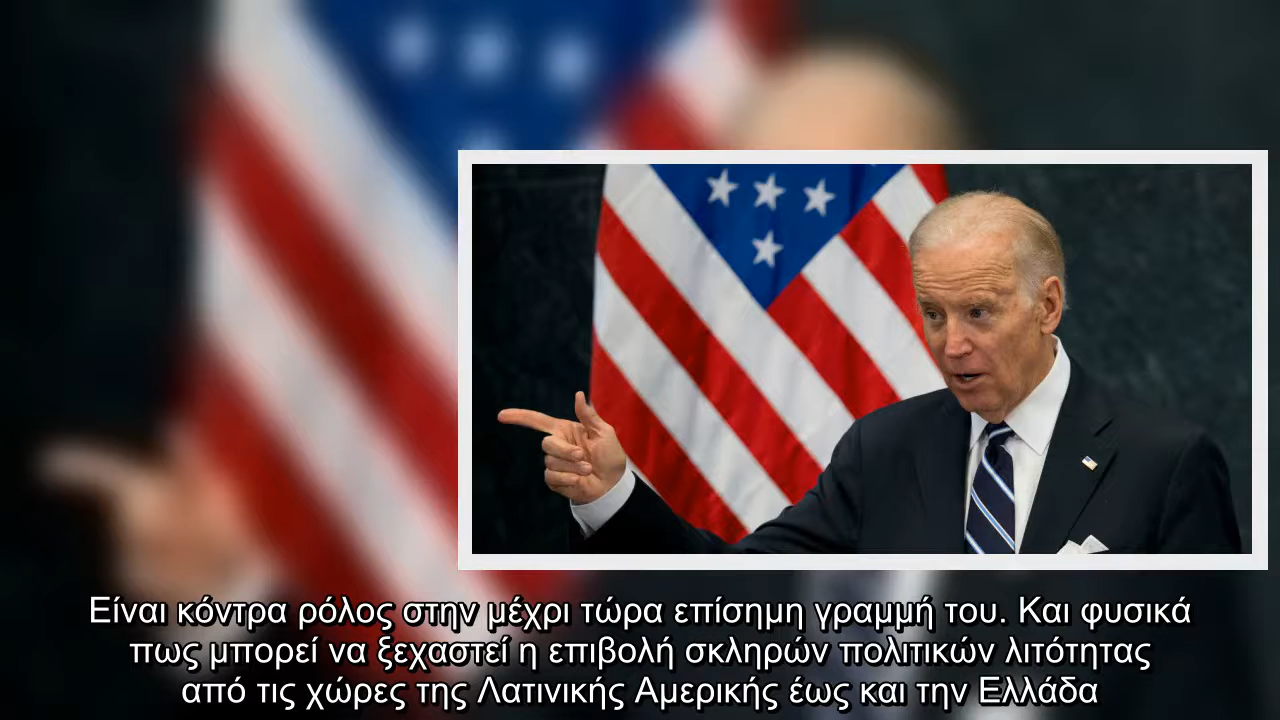 Είναι κόντρα ρόλος στην μέχρι τώρα επίσημη γραμμή του. Και φυσικά
πως μπορεί να ξεχαστεί η επιβολή σκληρών πολιτικών λιτότητας
από τις χώρες της Λατινικής Αμερικής έως και την Ελλάδα